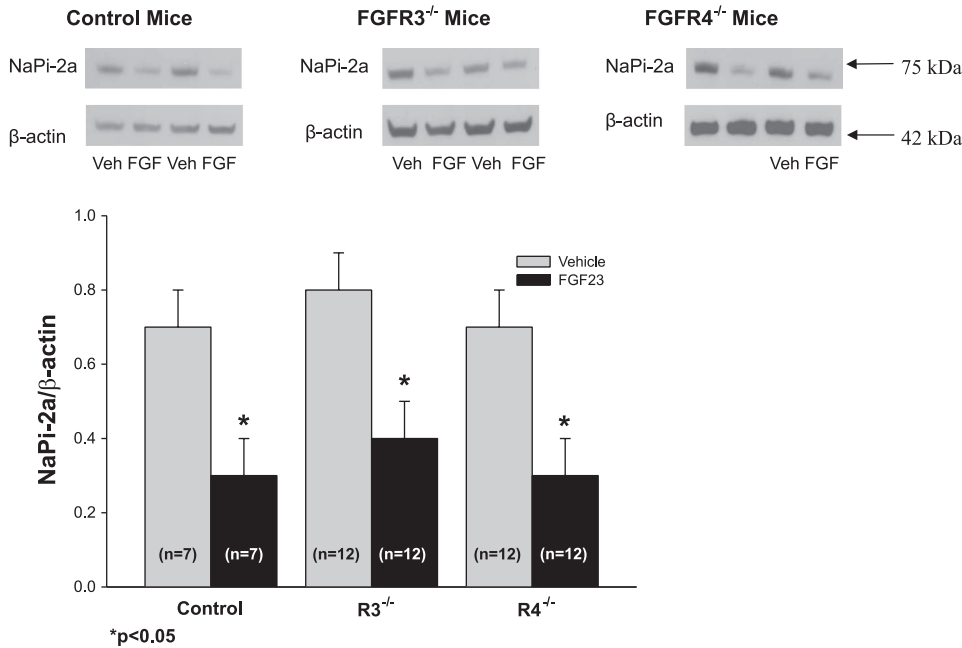 Control Mice
FGFR3-/- Mice
FGFR4-/- Mice
NaPi-2a
NaPi-2a
NaPi-2a
75 kDa
β-actin
β-actin
β-actin
42 kDa
Veh FGF Veh FGF
Veh FGF Veh FGF
Veh FGF
1.0
0.8
0.6
0.4
0.2
0.0
NaPi-2a/β-actin
Vehicle
FGF23
*
*
*
(n=7)
(n=7)
(n=12)
(n=12)
(n=12)
(n=12)
Control
R3-/-
R4-/-
*p<0.05